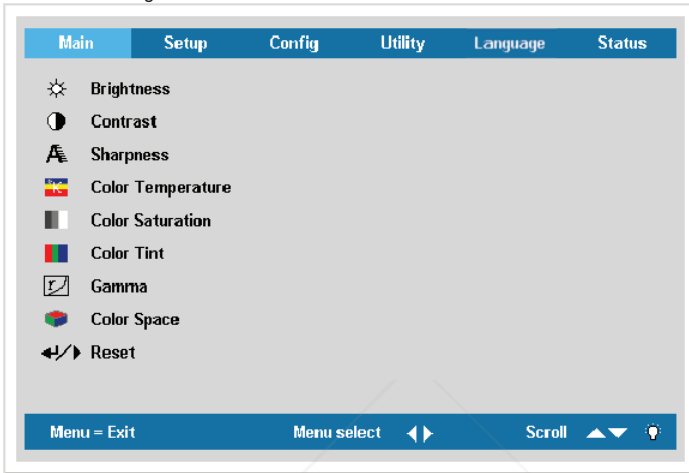 Main Setup Config Utility Language Status
Brightness
Contrast
Sharpness
Color Temperature
Color Saturation
Color Tint
Gamma
Color Space
Reset
Menu = Exit Menu select Scroll